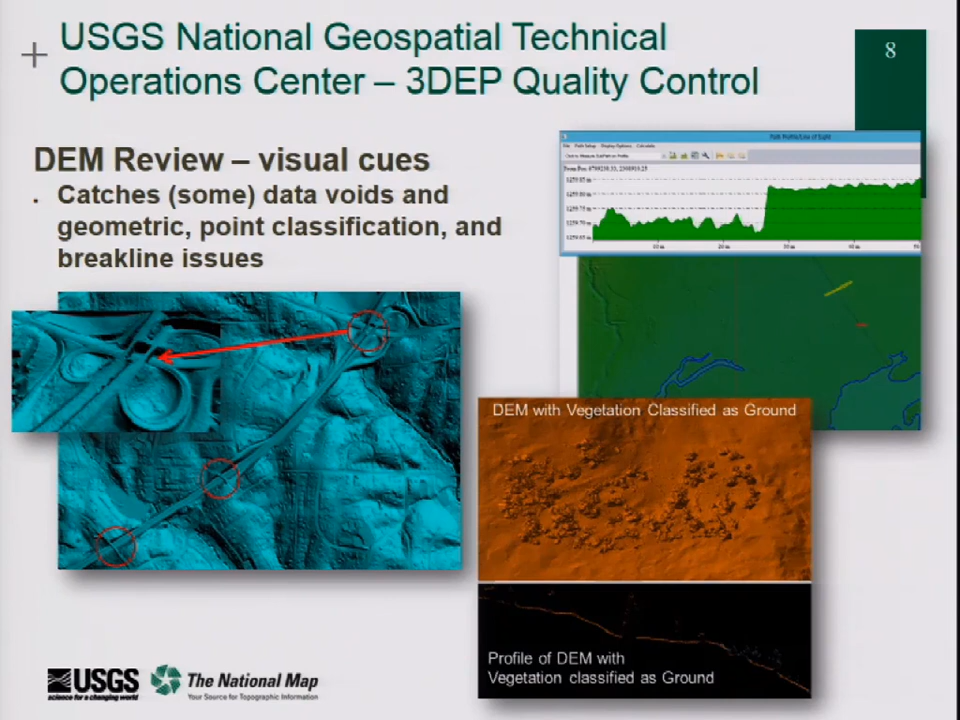 + USGS National Geospatial Technical
Operations Center – 3DEP Quality Control
8
DEM Review – visual cues
. Catches (some) data voids and
geometric, point classification, and
breakline issues
DEM with Vegetation Classified as Ground
Profile of DEM with
Vegetation classified as Ground
USGS
science for a changing world
The National Map
Your Source for Topographic Information